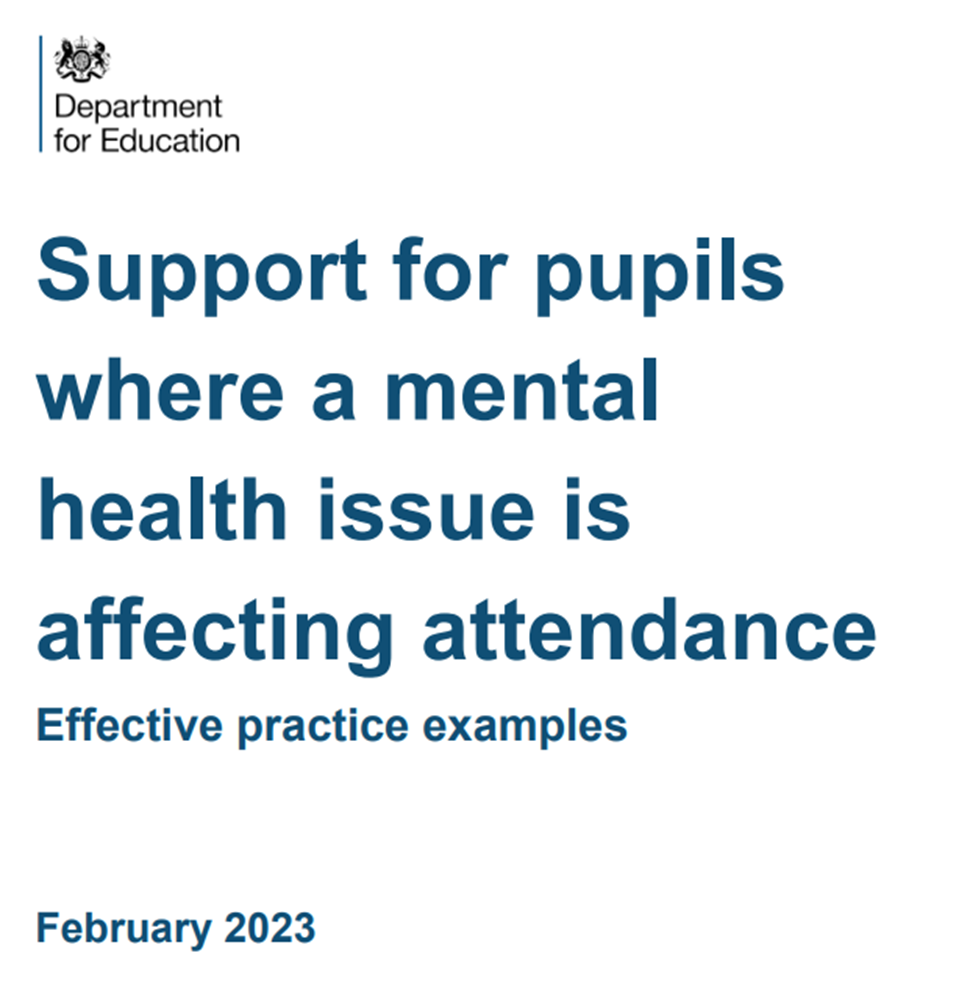 Department
for Education
Support for pupils
where a mental
health issue is
affecting attendance
Effective practice examples
February 2023